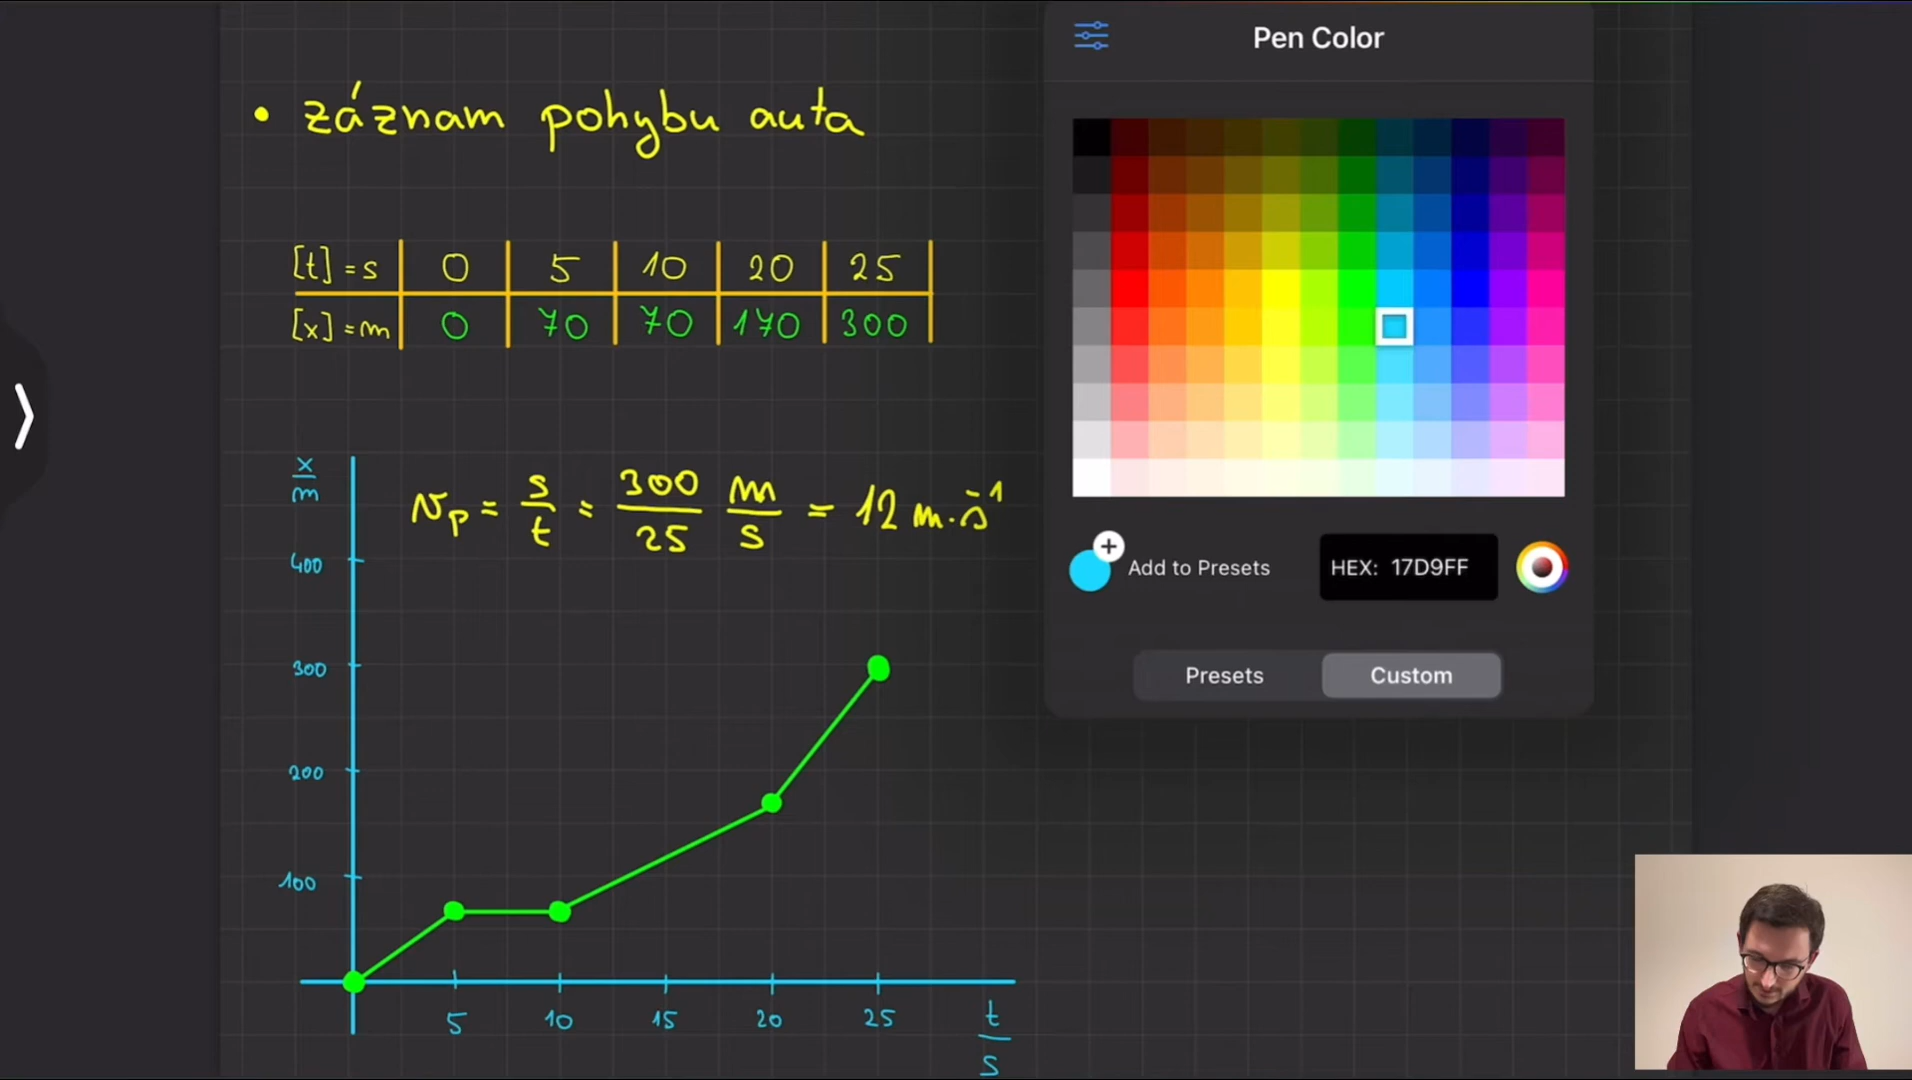 Pen Color
• záznam pohybu auta
[t] = s 0 5 10 20 25
[x] = m 0 70 70 170 300
x/m
vp = s/t = 300/25 m/s = 12 m·s⁻¹
400
Add to Presets
HEX: 17D9FF
300
Presets
Custom
200
100
5 10 15 20 25 t/s